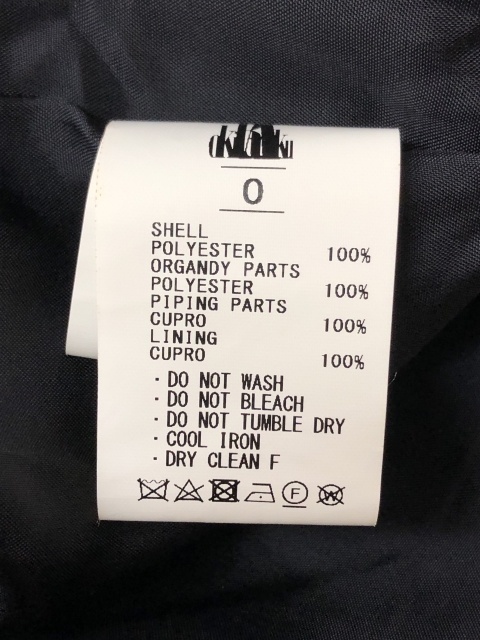 0
SHELL
POLYESTER 100%
ORGANDY PARTS
POLYESTER 100%
PIPING PARTS
CUPRO 100%
LINING
CUPRO 100%
・DO NOT WASH
・DO NOT BLEACH
・DO NOT TUMBLE DRY
・COOL IRON
・DRY CLEAN F
F W